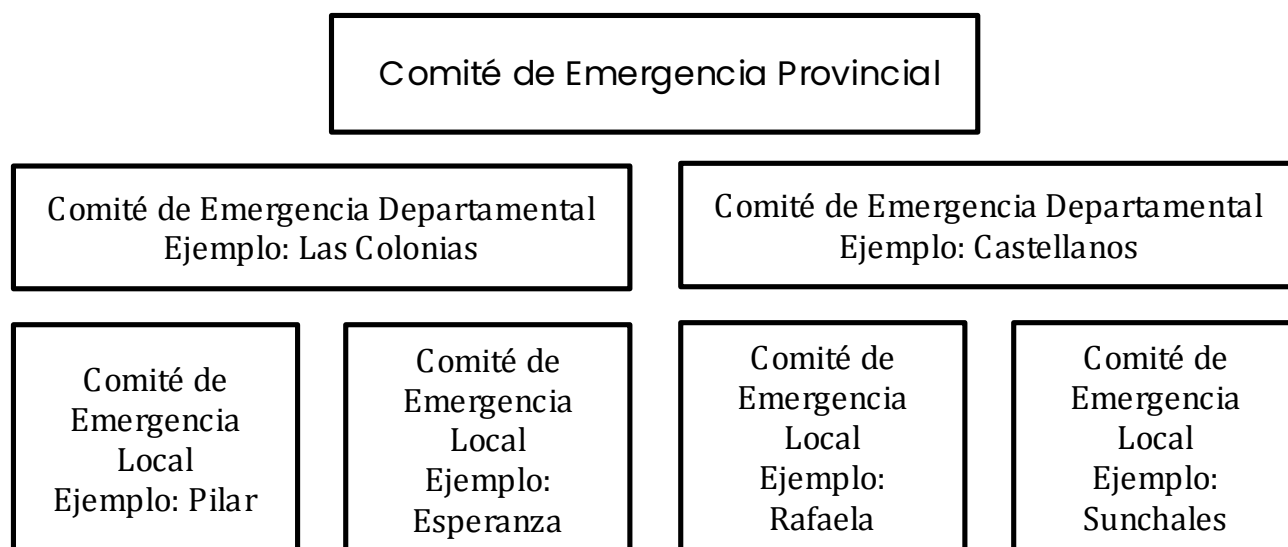 Comité de Emergencia Provincial
Comité de Emergencia Departamental
Ejemplo: Las Colonias
Comité de Emergencia Departamental
Ejemplo: Castellanos
Comité de
Emergencia
Local
Ejemplo: Pilar
Comité de
Emergencia
Local
Ejemplo:
Esperanza
Comité de
Emergencia
Local
Ejemplo:
Rafaela
Comité de
Emergencia
Local
Ejemplo:
Sunchales